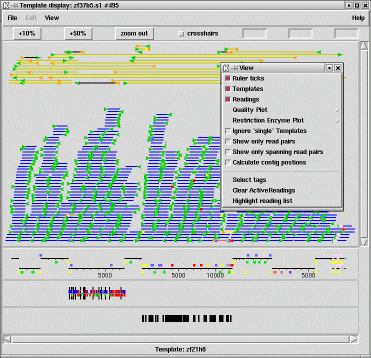 Template display: zf37b5.s1 #495
File Edit View Help
+10% +50% zoom out crosshairs
View
Ruler ticks
Templates
Readings
Quality Plot
Restriction Enzyme Plot
Ignore 'single' Templates
Show only read pairs
Show only spanning read pairs
Calculate contig postions
Select tags
Clear ActiveReadings
Highlight reading list
5000 5000 10000 5000
Template: zf21h8